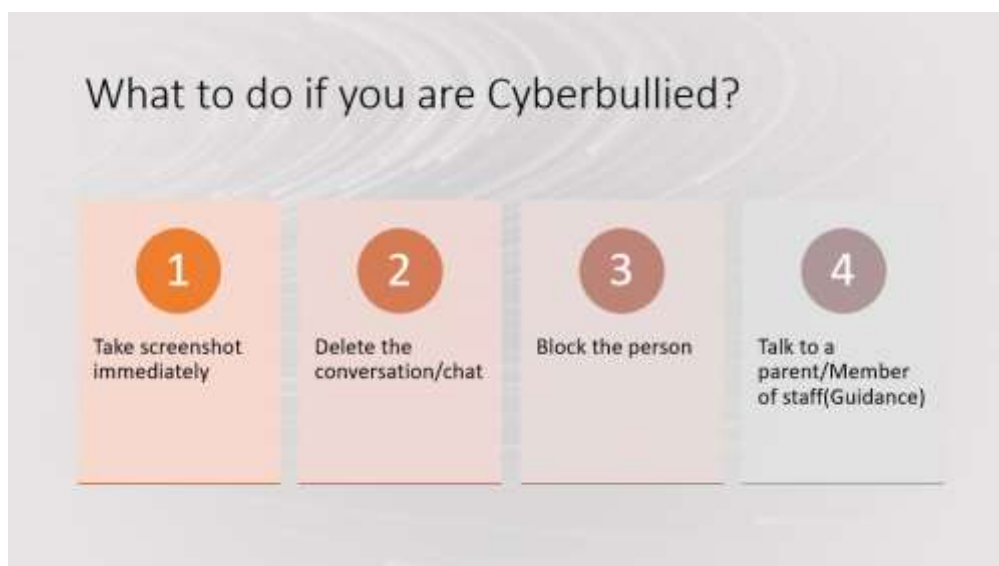 What to do if you are Cyberbullied?
1
Take screenshot
immediately
2
Delete the
conversation/chat
3
Block the person
4
Talk to a
parent/Member
of staff(Guidance)